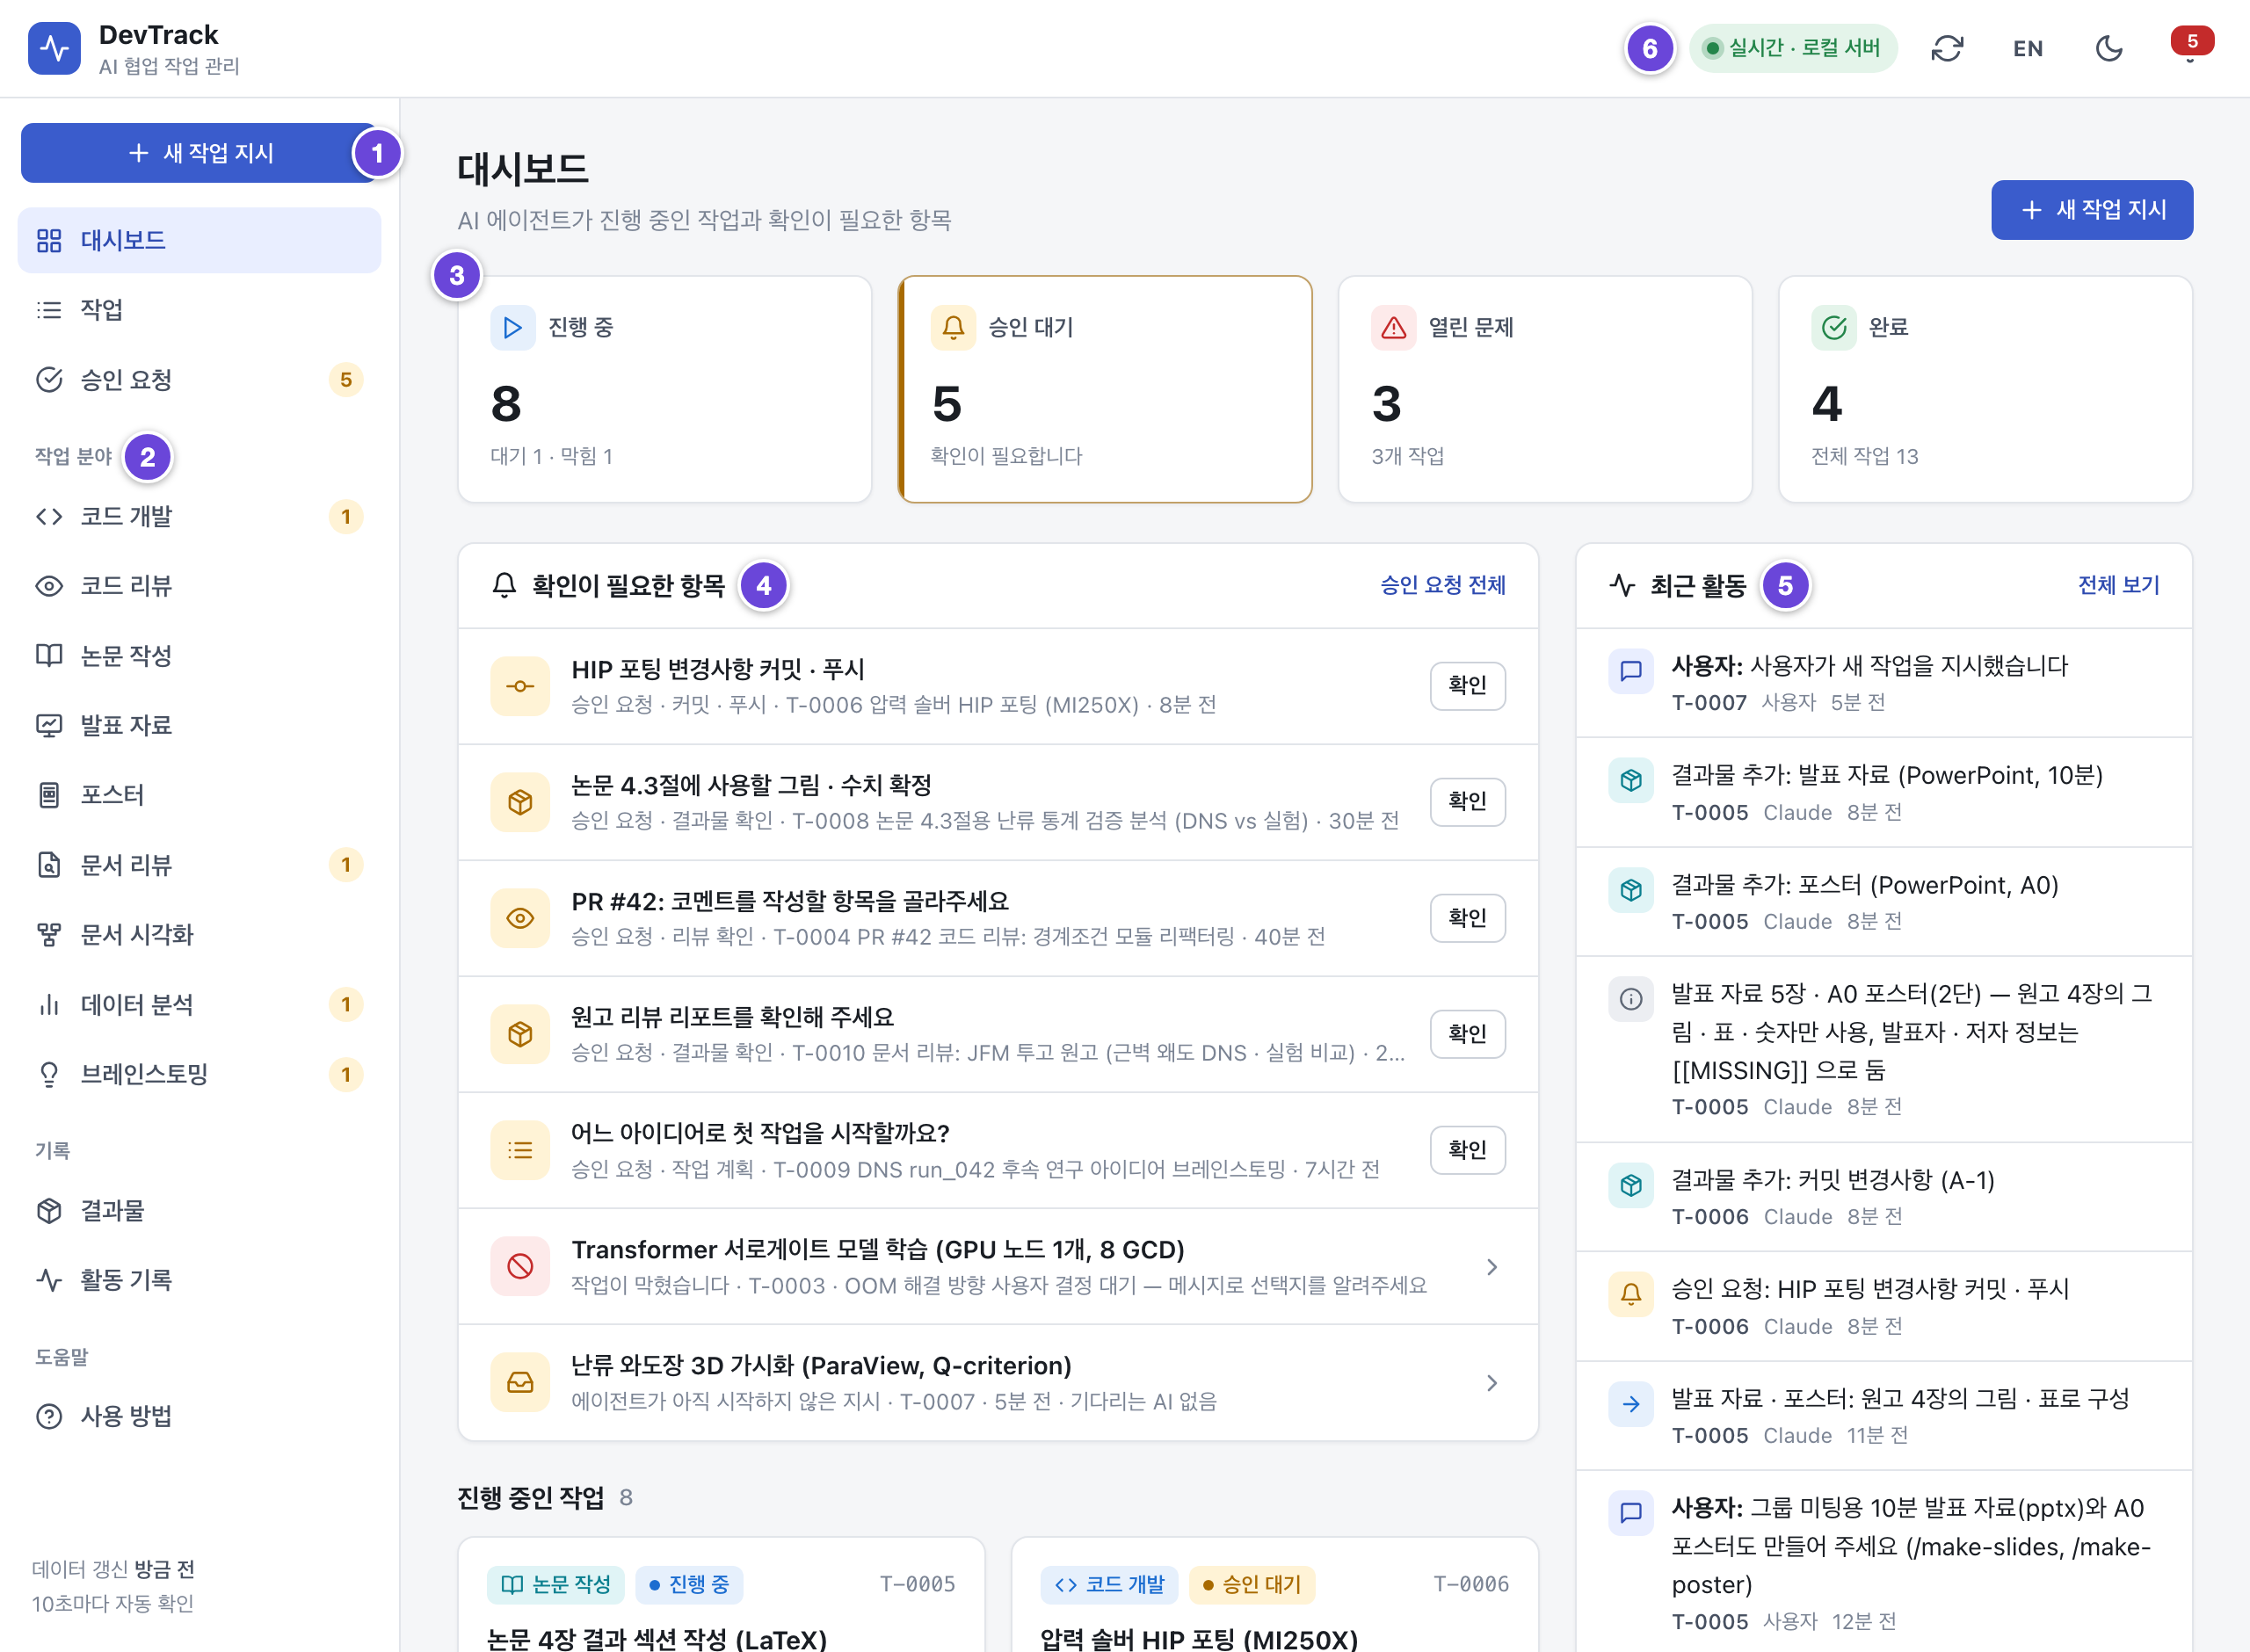 DevTrack
AI 협업 작업 관리
6
실시간 · 로컬 서버
EN
5
새 작업 지시
1
대시보드
작업
승인 요청
5
작업 분야
2
코드 개발
1
코드 리뷰
논문 작성
발표 자료
포스터
문서 리뷰
1
문서 시각화
데이터 분석
1
브레인스토밍
1
기록
결과물
활동 기록
도움말
사용 방법
데이터 갱신 방금 전
10초마다 자동 확인
대시보드
AI 에이전트가 진행 중인 작업과 확인이 필요한 항목
새 작업 지시
3
진행 중
8
대기 1 · 막힘 1
승인 대기
5
확인이 필요합니다
열린 문제
3
3개 작업
완료
4
전체 작업 13
확인이 필요한 항목
4
승인 요청 전체
HIP 포팅 변경사항 커밋 · 푸시
승인 요청 · 커밋 · 푸시 · T-0006 압력 솔버 HIP 포팅 (MI250X) · 8분 전
확인
논문 4.3절에 사용할 그림 · 수치 확정
승인 요청 · 결과물 확인 · T-0008 논문 4.3절용 난류 통계 검증 분석 (DNS vs 실험) · 30분 전
확인
PR #42: 코멘트를 작성할 항목을 골라주세요
승인 요청 · 리뷰 확인 · T-0004 PR #42 코드 리뷰: 경계조건 모듈 리팩터링 · 40분 전
확인
원고 리뷰 리포트를 확인해 주세요
승인 요청 · 결과물 확인 · T-0010 문서 리뷰: JFM 투고 원고 (근벽 와도 DNS · 실험 비교) · 2...
확인
어느 아이디어로 첫 작업을 시작할까요?
승인 요청 · 작업 계획 · T-0009 DNS run_042 후속 연구 아이디어 브레인스토밍 · 7시간 전
확인
Transformer 서로게이트 모델 학습 (GPU 노드 1개, 8 GCD)
작업이 막혔습니다 · T-0003 · OOM 해결 방향 사용자 결정 대기 — 메시지로 선택지를 알려주세요
난류 와도장 3D 가시화 (ParaView, Q-criterion)
에이전트가 아직 시작하지 않은 지시 · T-0007 · 5분 전 · 기다리는 AI 없음
진행 중인 작업 8
논문 작성
진행 중
T-0005
논문 4장 결과 섹션 작성 (LaTeX)
코드 개발
승인 대기
T-0006
압력 솔버 HIP 포팅 (MI250X)
최근 활동
5
전체 보기
사용자: 사용자가 새 작업을 지시했습니다
T-0007 사용자 5분 전
결과물 추가: 발표 자료 (PowerPoint, 10분)
T-0005 Claude 8분 전
결과물 추가: 포스터 (PowerPoint, A0)
T-0005 Claude 8분 전
발표 자료 5장 · A0 포스터(2단) — 원고 4장의 그
림 · 표 · 숫자만 사용, 발표자 · 저자 정보는
[[MISSING]] 으로 둠
T-0005 Claude 8분 전
결과물 추가: 커밋 변경사항 (A-1)
T-0006 Claude 8분 전
승인 요청: HIP 포팅 변경사항 커밋 · 푸시
T-0006 Claude 8분 전
발표 자료 · 포스터: 원고 4장의 그림 · 표로 구성
T-0005 Claude 11분 전
사용자: 그룹 미팅용 10분 발표 자료(pptx)와 A0
포스터도 만들어 주세요 (/make-slides, /make-
poster)
T-0005 사용자 12분 전